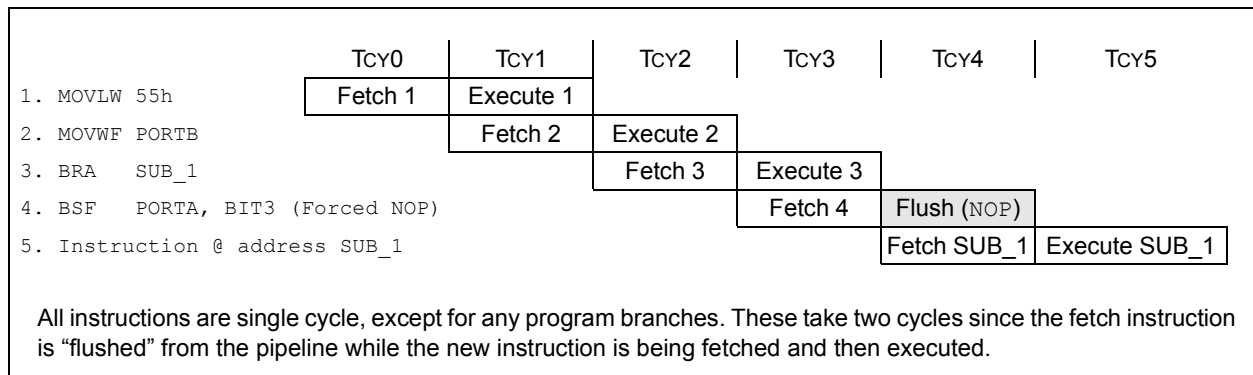 TCY0 TCY1 TCY2 TCY3 TCY4 TCY5
1. MOVLW 55h Fetch 1 Execute 1
2. MOVWF PORTB Fetch 2 Execute 2
3. BRA SUB_1 Fetch 3 Execute 3
4. BSF PORTA, BIT3 (Forced NOP) Fetch 4 Flush (NOP)
5. Instruction @ address SUB_1 Fetch SUB_1 Execute SUB_1
All instructions are single cycle, except for any program branches. These take two cycles since the fetch instruction
is “flushed” from the pipeline while the new instruction is being fetched and then executed.